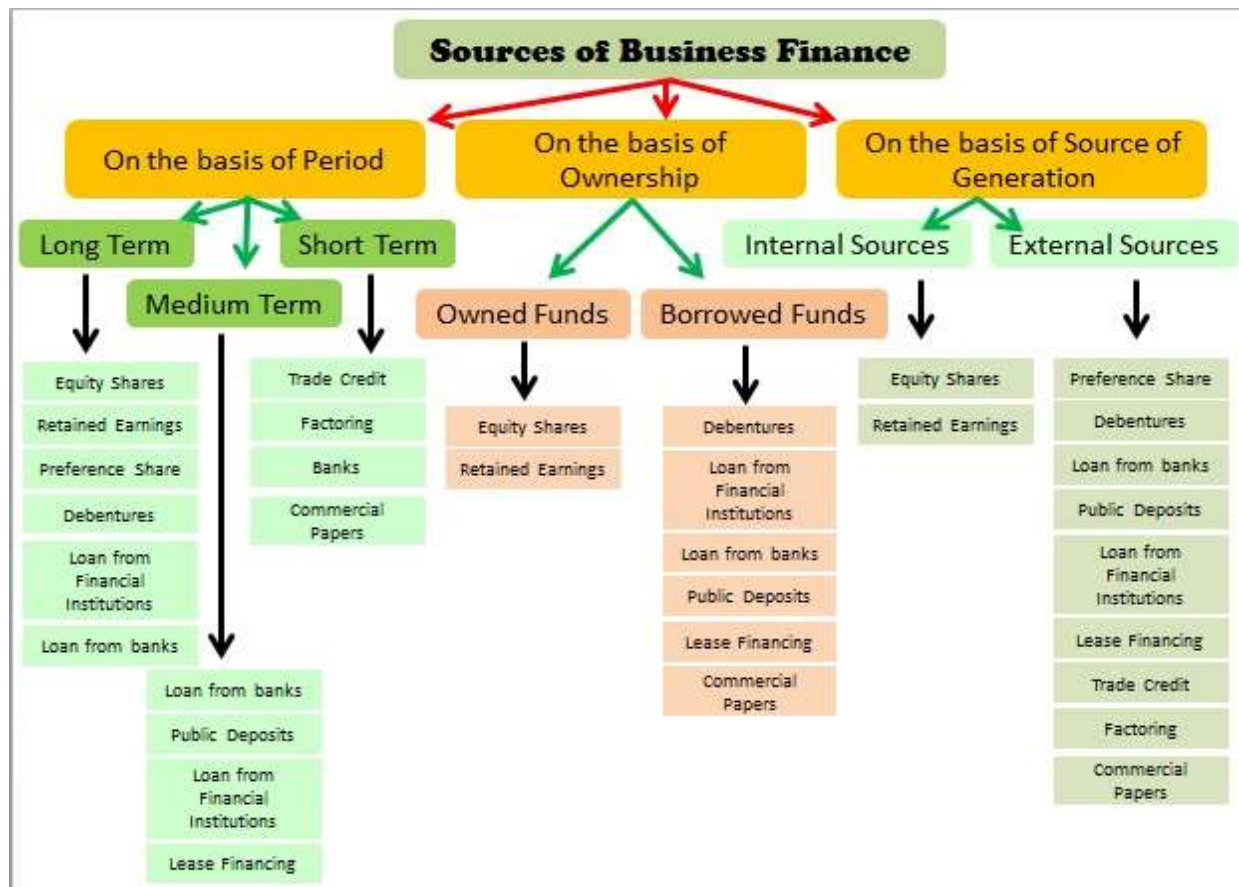 Sources of Business Finance
On the basis of Period
On the basis of
Ownership
On the basis of Source of
Generation
Long Term
Short Term
Medium Term
Owned Funds
Borrowed Funds
Internal Sources
External Sources
Equity Shares
Retained Earnings
Preference Share
Debentures
Loan from
Financial
Institutions
Loan from banks
Loan from banks
Public Deposits
Loan from
Financial
Institutions
Lease Financing
Trade Credit
Factoring
Banks
Commercial
Papers
Equity Shares
Retained Earnings
Debentures
Loan from
Financial
Institutions
Loan from banks
Public Deposits
Lease Financing
Commercial
Papers
Equity Shares
Retained Earnings
Preference Share
Debentures
Loan from banks
Public Deposits
Loan from
Financial
Institutions
Lease Financing
Trade Credit
Factoring
Commercial
Papers